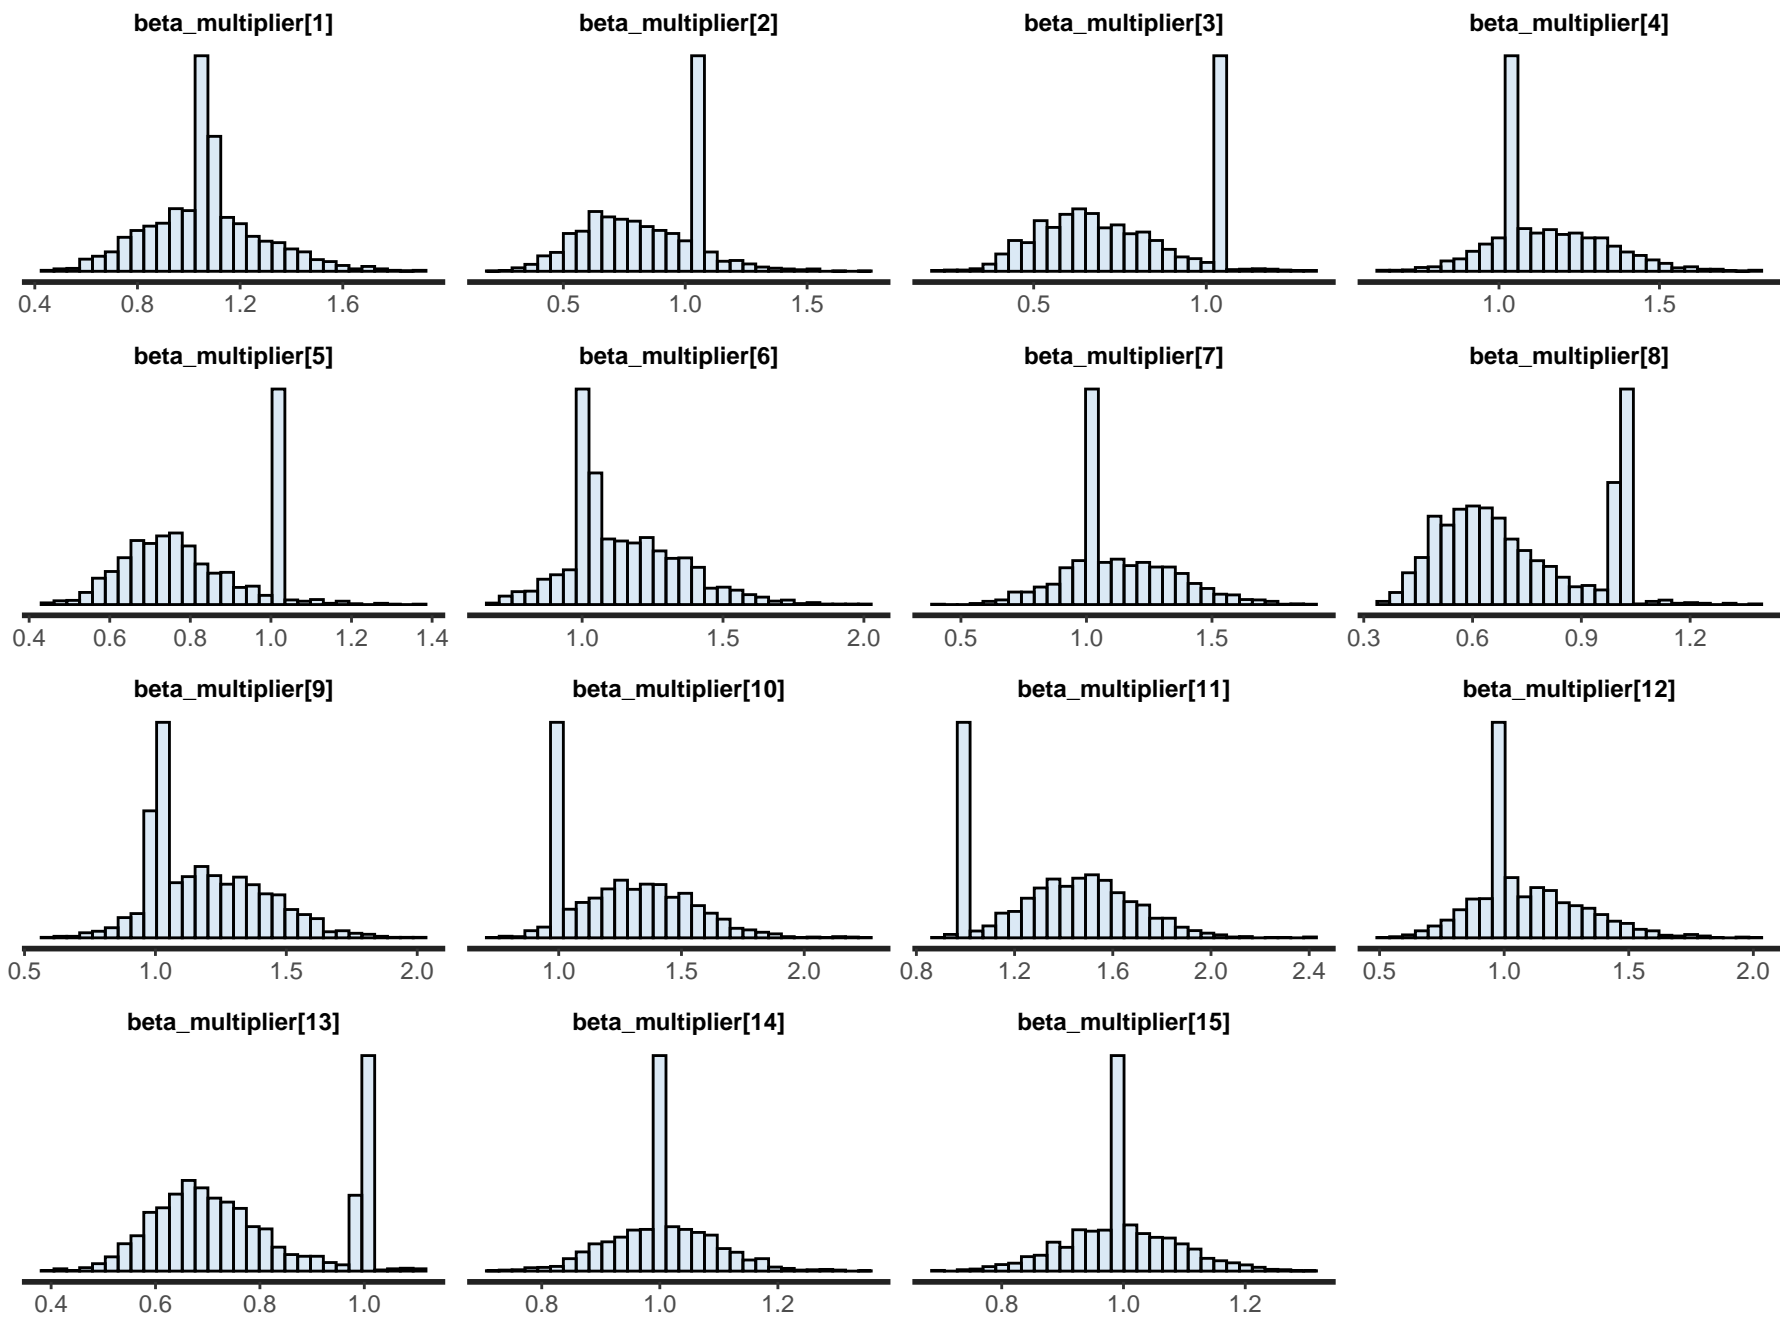 beta_multiplier[1] beta_multiplier[2] beta_multiplier[3] beta_multiplier[4]
0.4 0.8 1.2 1.6 0.5 1.0 1.5 0.5 1.0 1.0 1.5
beta_multiplier[5] beta_multiplier[6] beta_multiplier[7] beta_multiplier[8]
0.4 0.6 0.8 1.0 1.2 1.4 1.0 1.5 2.0 0.5 1.0 1.5 0.3 0.6 0.9 1.2
beta_multiplier[9] beta_multiplier[10] beta_multiplier[11] beta_multiplier[12]
0.5 1.0 1.5 2.0 1.0 1.5 2.0 0.8 1.2 1.6 2.0 2.4 0.5 1.0 1.5 2.0
beta_multiplier[13] beta_multiplier[14] beta_multiplier[15]
0.4 0.6 0.8 1.0 0.8 1.0 1.2 0.8 1.0 1.2